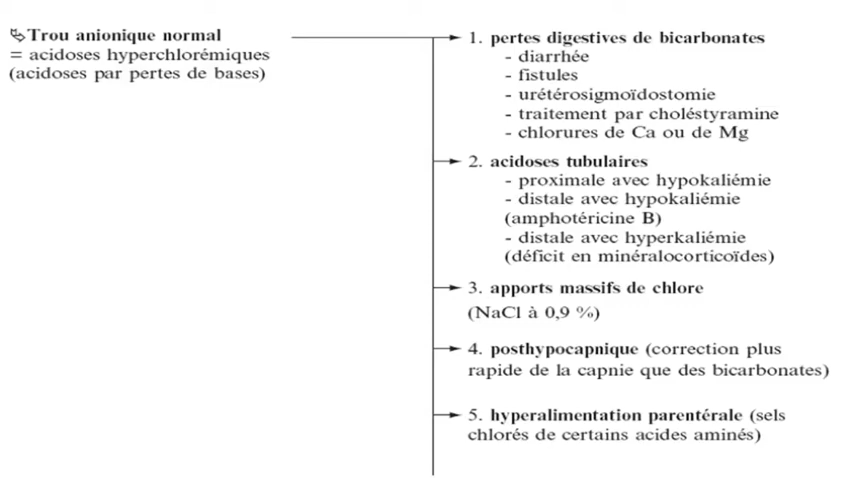 Trou anionique normal
= acidoses hyperchlorémiques
(acidoses par pertes de bases)
1. pertes digestives de bicarbonates
- diarrhée
- fistules
- urétérosigmoïdostomie
- traitement par choléstyramine
- chlorures de Ca ou de Mg
2. acidoses tubulaires
- proximale avec hypokaliémie
- distale avec hypokaliémie
(amphotéricine B)
- distale avec hyperkaliémie
(déficit en minéralocorticoïdes)
3. apports massifs de chlore
(NaCl à 0,9 %)
4. posthypocapnique (correction plus
rapide de la capnie que des bicarbonates)
5. hyperalimentation parentérale (sels
chlorés de certains acides aminés)